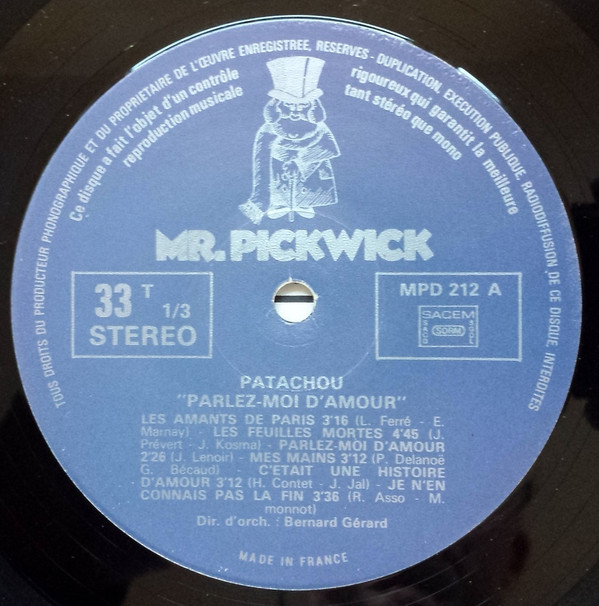 TOUS DROITS DU PRODUCTEUR PHONOGRAPHIQUE ET DU PROPRIETAIRE DE L'ŒUVRE ENREGISTREE, RESERVES - DUPLICATION, EXECUTION PUBLIQUE, RADIODIFFUSION DE CE DISQUE, INTERDITES
Ce disque a fait l'objet d'un contrôle
rigoureux qui garantit la meilleure
reproduction musicale
tant stéréo que mono
MR. PICKWICK
33 T 1/3
STEREO
MPD 212 A
SACEM
SACD SDRM SGDL
PATACHOU
"PARLEZ-MOI D'AMOUR"
LES AMANTS DE PARIS 3'16 (L. Ferré - E.
Marnay) - LES FEUILLES MORTES 4'45 (J.
Prévert - J. Kosma) - PARLEZ-MOI D'AMOUR
2'26 (J. Lenoir) - MES MAINS 3'12 (P. Delanoë
G. Bécaud) - C'ETAIT UNE HISTOIRE
D'AMOUR 3'12 (H. Contet - J. Jal) - JE N'EN
CONNAIS PAS LA FIN 3'36 (R. Asso - M.
monnot)
Dir. d'orch. : Bernard Gérard
MADE IN FRANCE